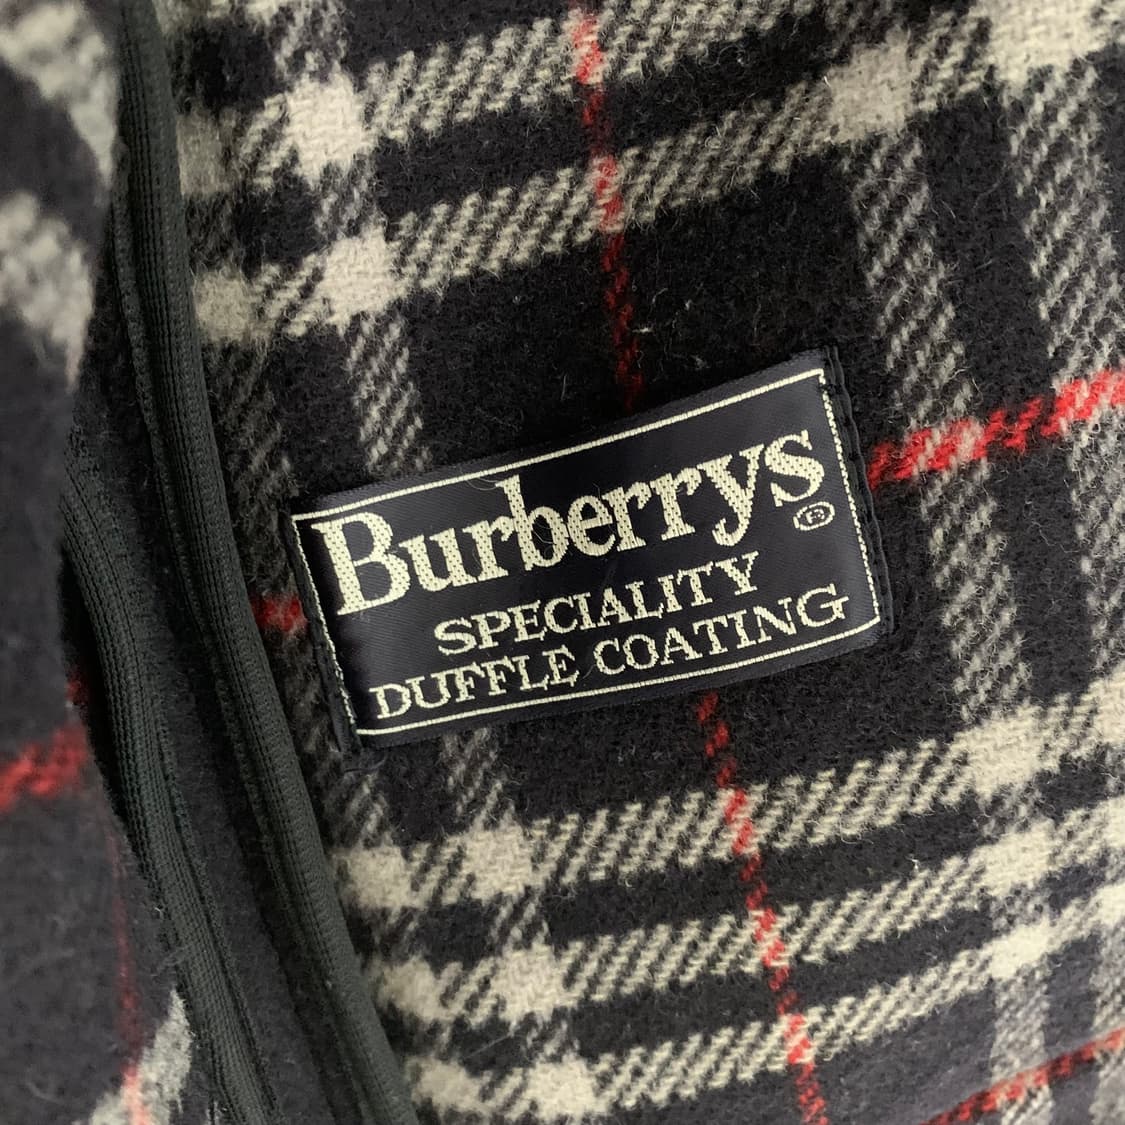 Burberrys®
SPECIALITY
DUFFLE COATING